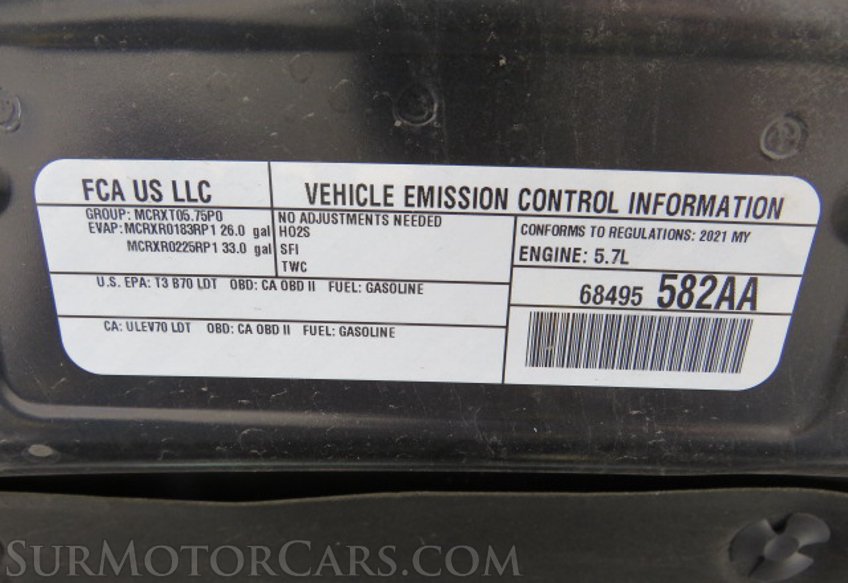 FCA US LLC
VEHICLE EMISSION CONTROL INFORMATION
GROUP: MCRXT05.75P0
EVAP: MCRXR0183RP1 26.0 gal
MCRXR0225RP1 33.0 gal
NO ADJUSTMENTS NEEDED
HO2S
SFI
TWC
CONFORMS TO REGULATIONS: 2021 MY
ENGINE: 5.7L
U.S. EPA: T3 B70 LDT OBD: CA OBD II FUEL: GASOLINE
68495 582AA
CA: ULEV70 LDT OBD: CA OBD II FUEL: GASOLINE
SurMotorCars.com